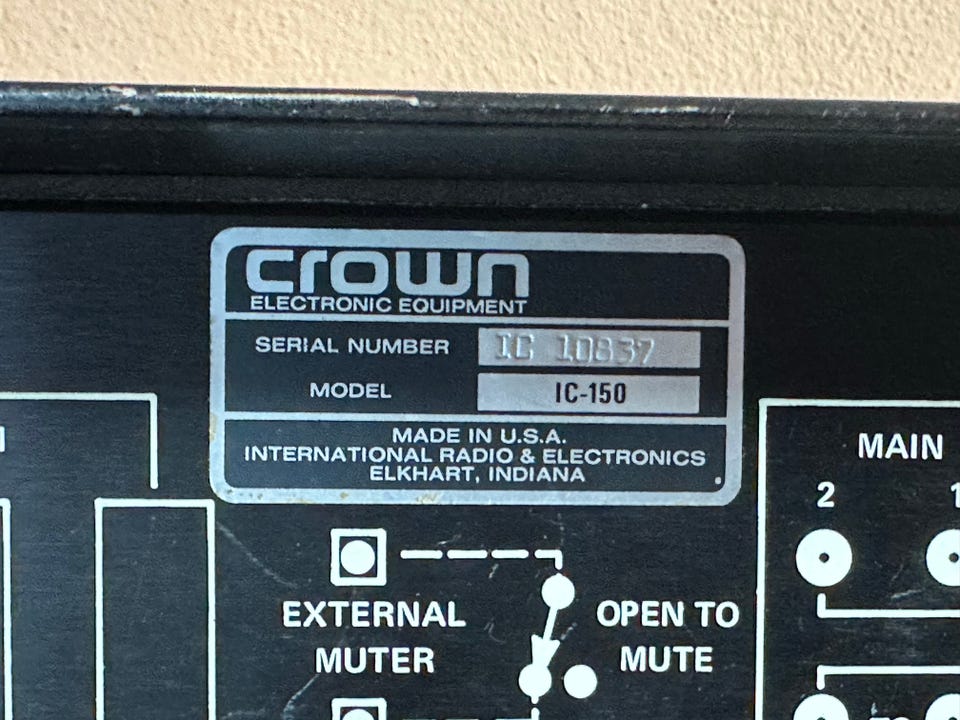 crown
ELECTRONIC EQUIPMENT
SERIAL NUMBER IC 10837
MODEL IC-150
MADE IN U.S.A.
INTERNATIONAL RADIO & ELECTRONICS
ELKHART, INDIANA
MAIN
2 1
EXTERNAL
MUTER
OPEN TO
MUTE